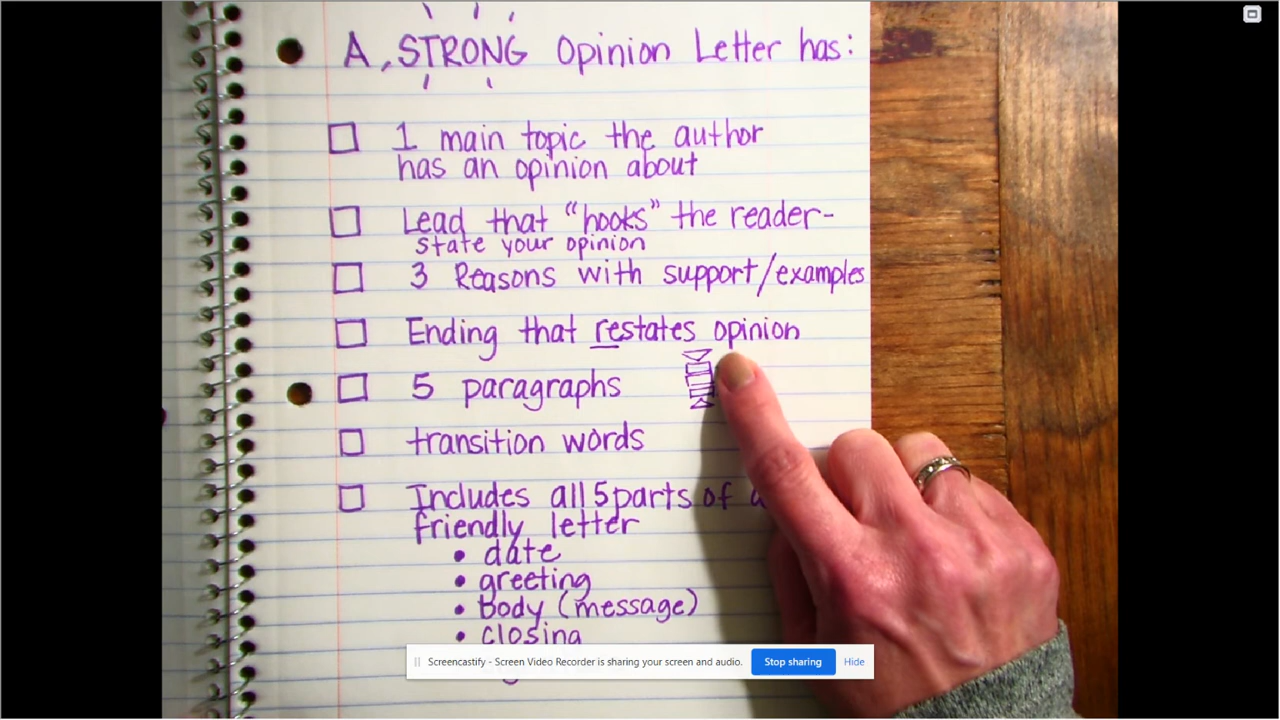 A STRONG Opinion Letter has:
1 main topic the author
has an opinion about
Lead that "hooks" the reader-
state your opinion
3 Reasons with support/examples
Ending that restates opinion
5 paragraphs
transition words
Includes all 5 parts of a
friendly letter
• date
• greeting
• body (message)
• closing
Screencastify - Screen Video Recorder is sharing your screen and audio.
Stop sharing
Hide